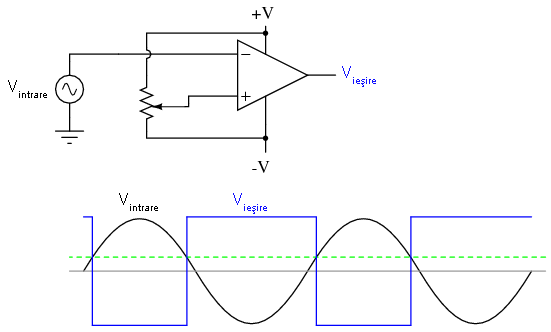 +V
V intrare
−
+
V ieşire
-V
V intrare
V ieşire